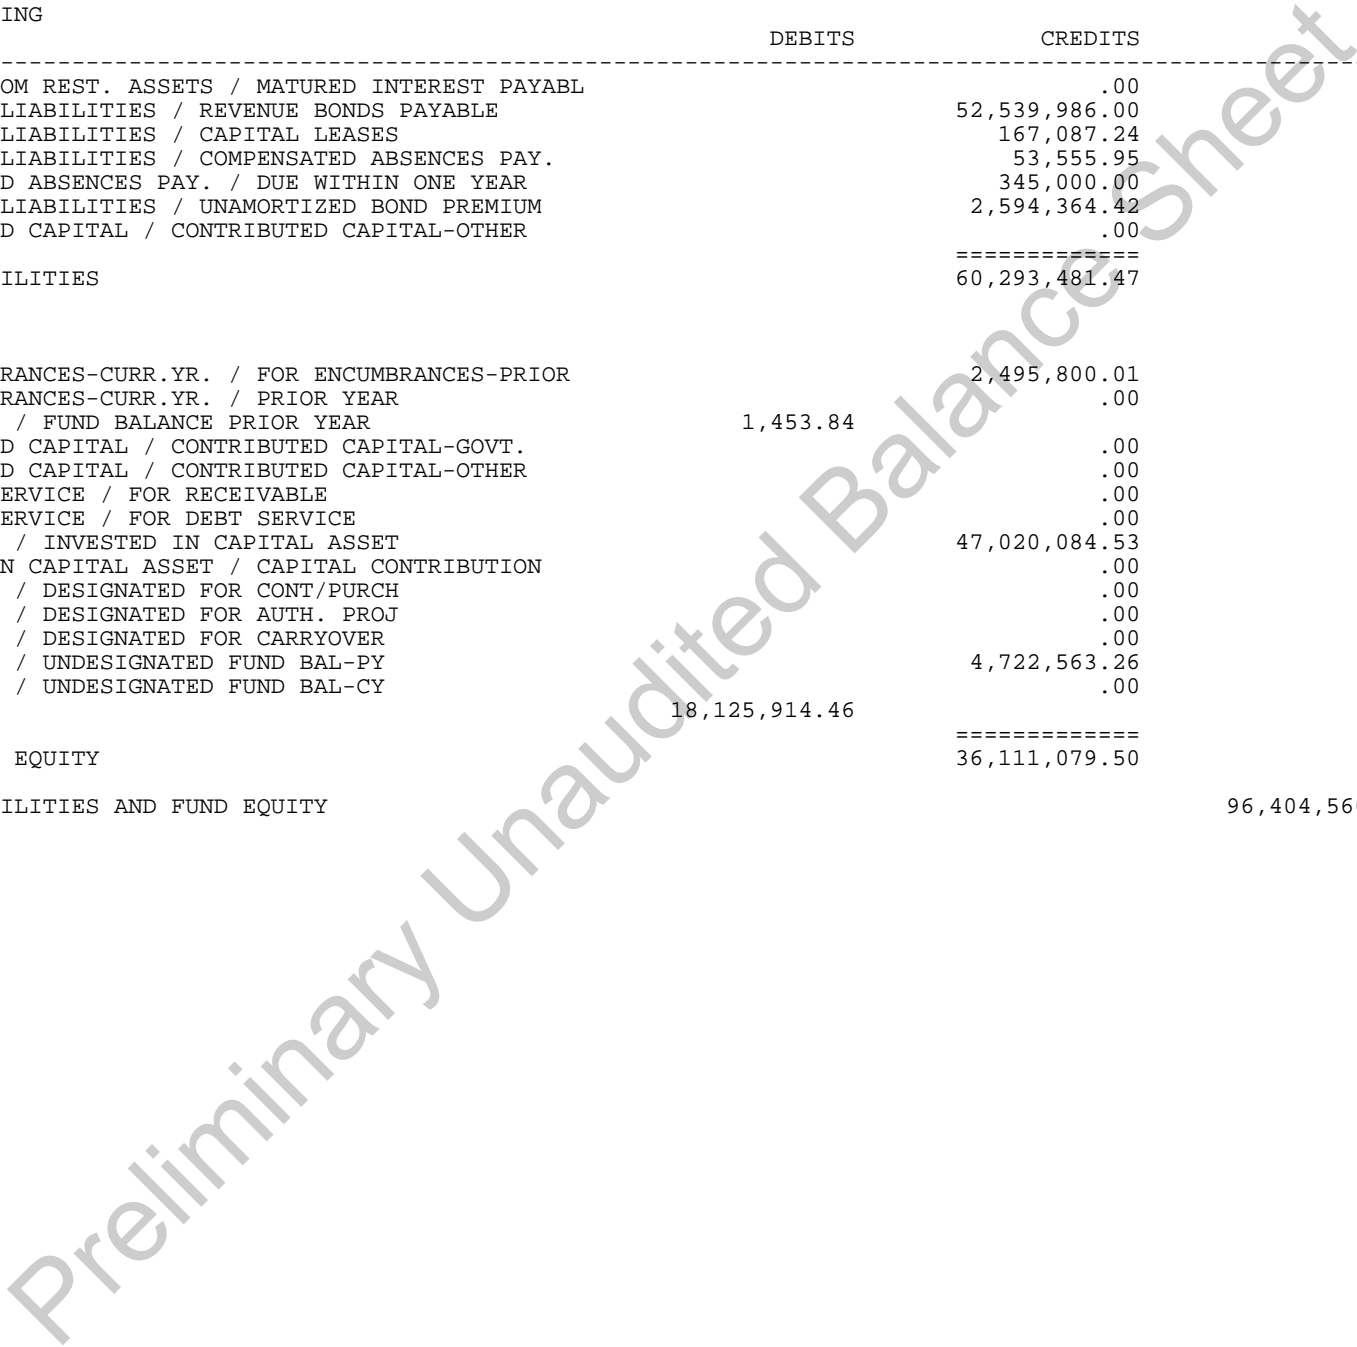 ING
DEBITS CREDITS
OM REST. ASSETS / MATURED INTEREST PAYABL .00
LIABILITIES / REVENUE BONDS PAYABLE 52,539,986.00
LIABILITIES / CAPITAL LEASES 167,087.24
LIABILITIES / COMPENSATED ABSENCES PAY. 53,555.95
D ABSENCES PAY. / DUE WITHIN ONE YEAR 345,000.00
LIABILITIES / UNAMORTIZED BOND PREMIUM 2,594,364.42
D CAPITAL / CONTRIBUTED CAPITAL-OTHER .00
=============
ILITIES 60,293,481.47
RANCES-CURR.YR. / FOR ENCUMBRANCES-PRIOR 2,495,800.01
RANCES-CURR.YR. / PRIOR YEAR .00
/ FUND BALANCE PRIOR YEAR 1,453.84
D CAPITAL / CONTRIBUTED CAPITAL-GOVT. .00
D CAPITAL / CONTRIBUTED CAPITAL-OTHER .00
ERVICE / FOR RECEIVABLE .00
ERVICE / FOR DEBT SERVICE .00
/ INVESTED IN CAPITAL ASSET 47,020,084.53
N CAPITAL ASSET / CAPITAL CONTRIBUTION .00
/ DESIGNATED FOR CONT/PURCH .00
/ DESIGNATED FOR AUTH. PROJ .00
/ DESIGNATED FOR CARRYOVER .00
/ UNDESIGNATED FUND BAL-PY 4,722,563.26
/ UNDESIGNATED FUND BAL-CY .00
18,125,914.46
=============
EQUITY 36,111,079.50
ILITIES AND FUND EQUITY 96,404,56
Preliminary Unaudited Balance Sheet